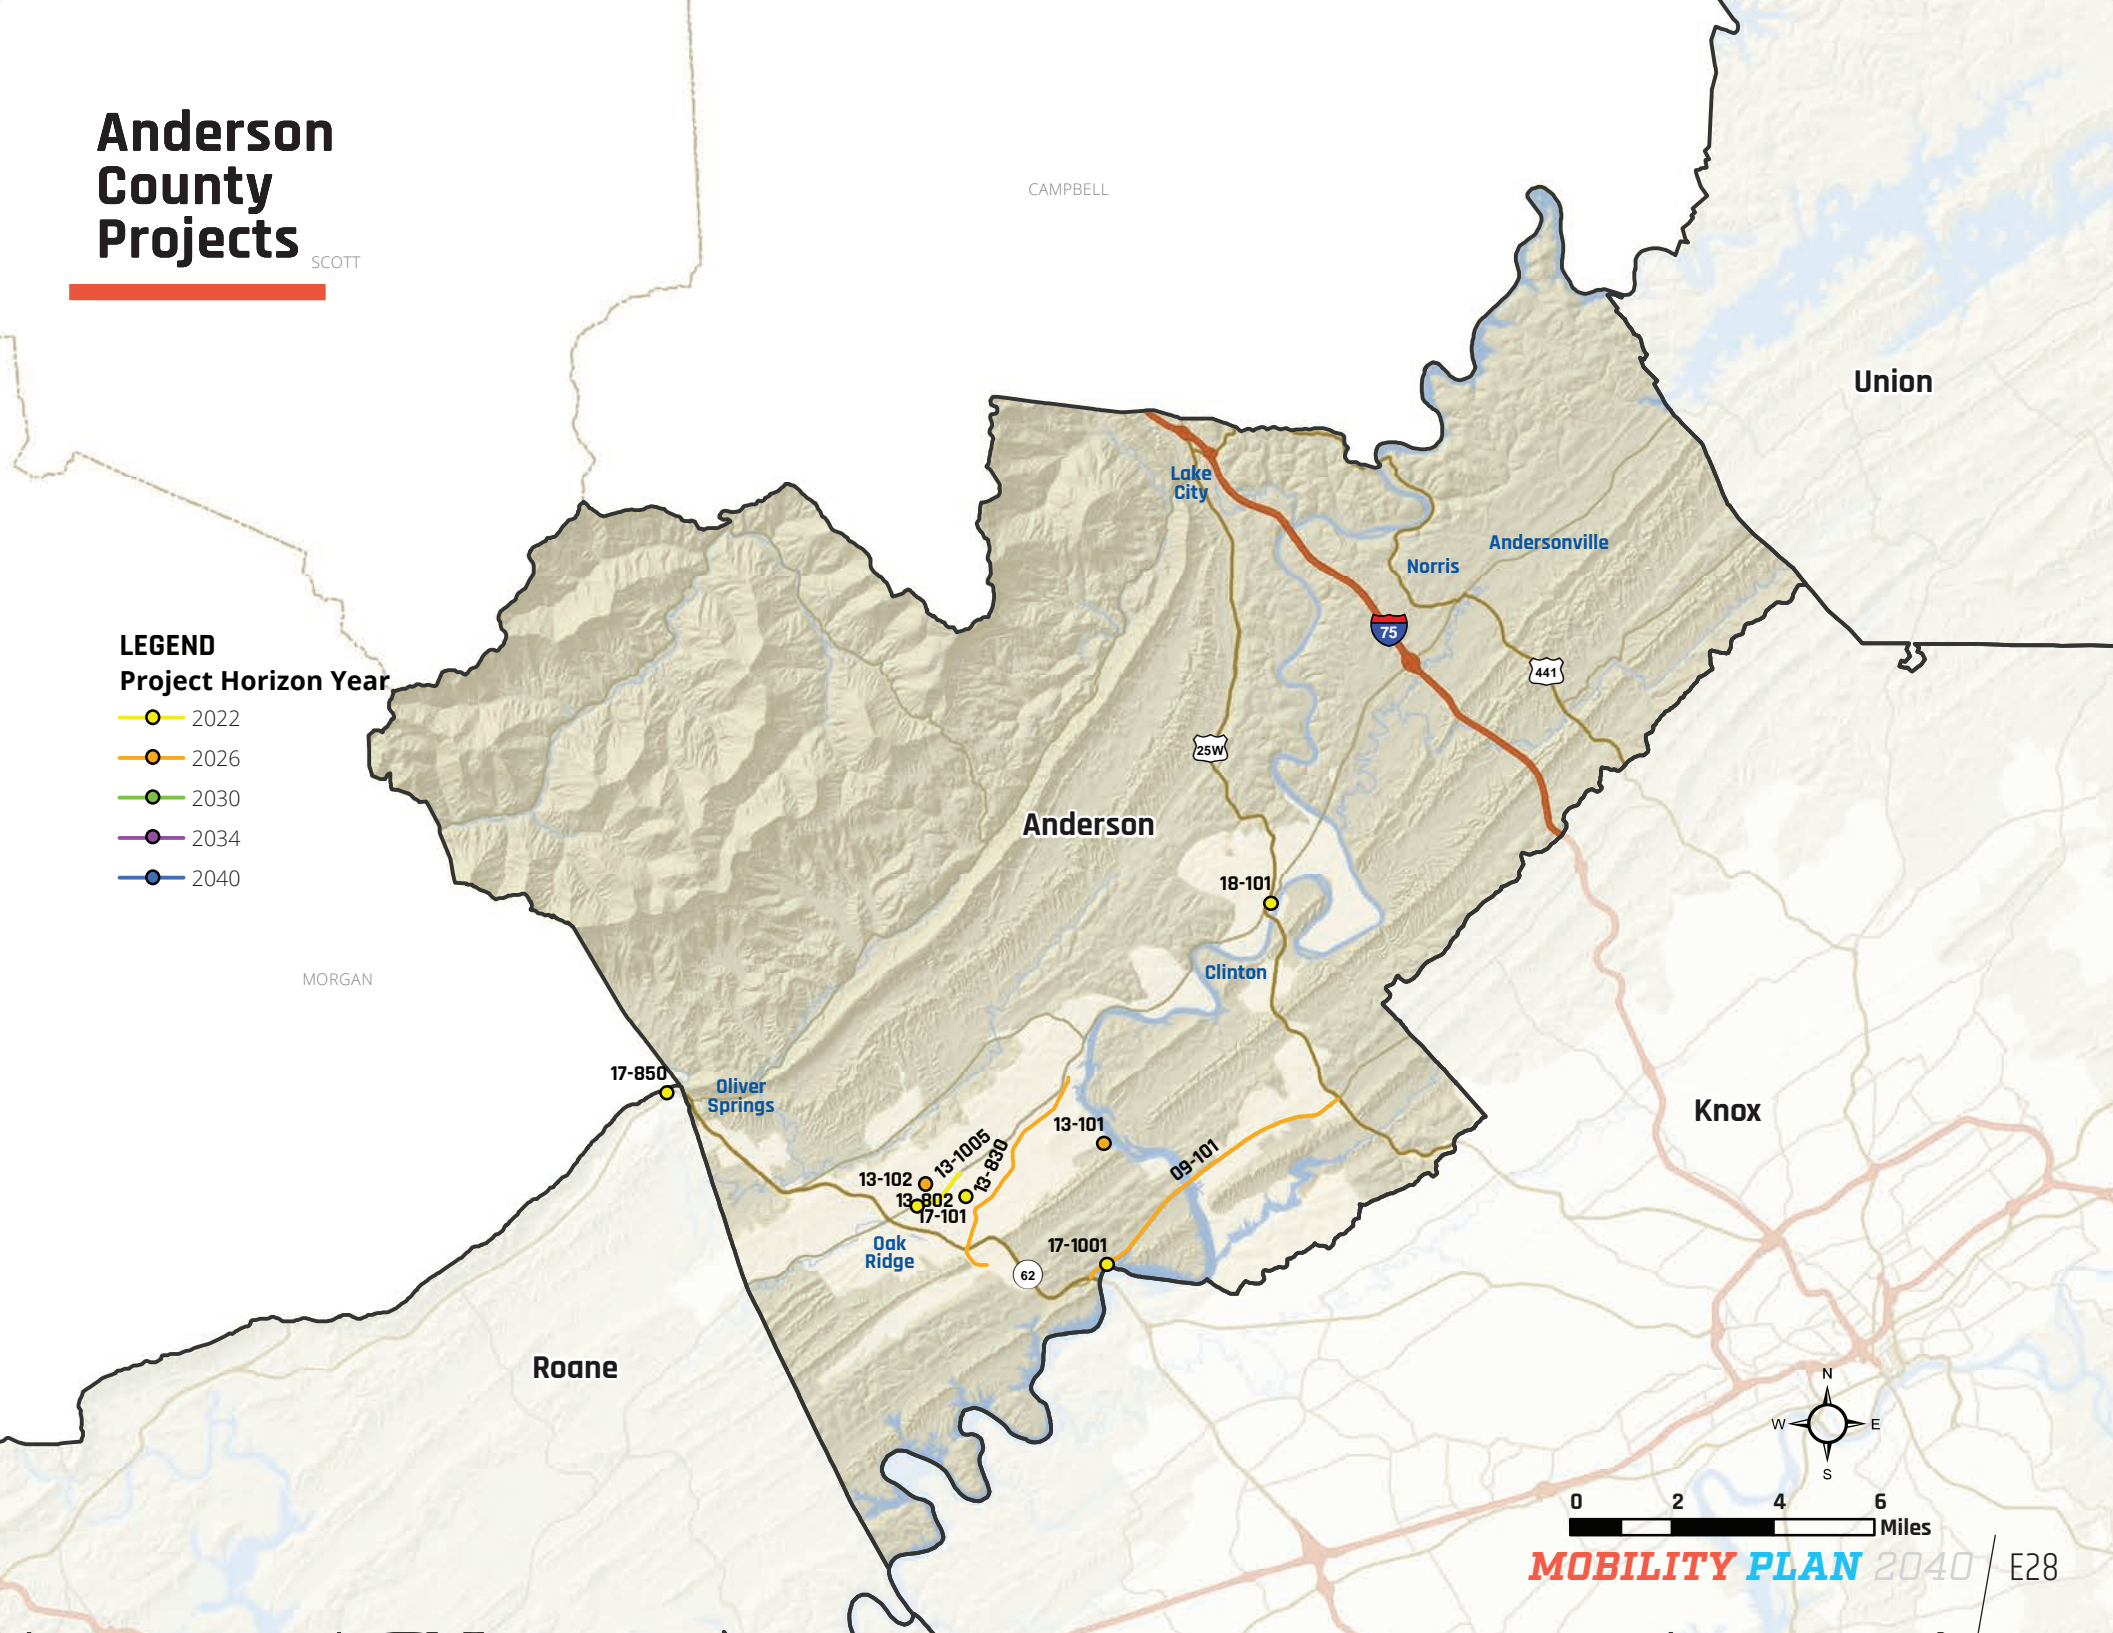 Anderson
County
Projects
SCOTT
CAMPBELL
Union
Lake
City
Andersonville
Norris
75
441
LEGEND
Project Horizon Year
2022
2026
2030
2034
2040
25W
Anderson
18-101
MORGAN
Clinton
17-850
Oliver
Springs
13-101
Knox
13-1005
13-830
09-101
13-102
13-802
17-101
Oak
Ridge
17-1001
62
Roane
N
W E
S
0 2 4 6
Miles
MOBILITY PLAN 2040 E28